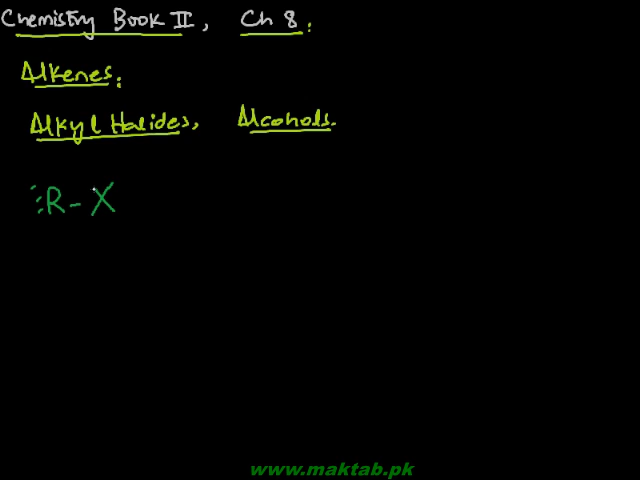 Chemistry Book II, Ch 8:
Alkenes:
Alkyl Halides, Alcohols.
R - X
www.maktab.pk